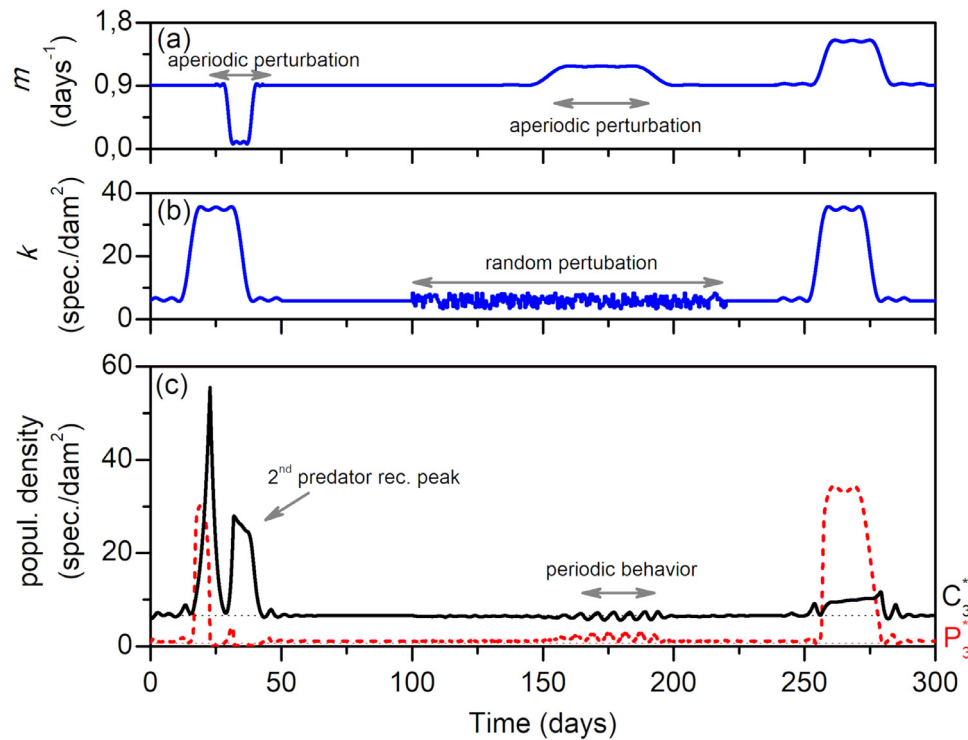 (a)
aperiodic perturbation
aperiodic perturbation
m
(days⁻¹)
1,8
0,9
0,0
(b)
random pertubation
k
(spec./dam²)
40
20
0
(c)
2nd predator rec. peak
periodic behavior
popul. density
(spec./dam²)
60
40
20
0
C₃*
P₃*
0 50 100 150 200 250 300
Time (days)